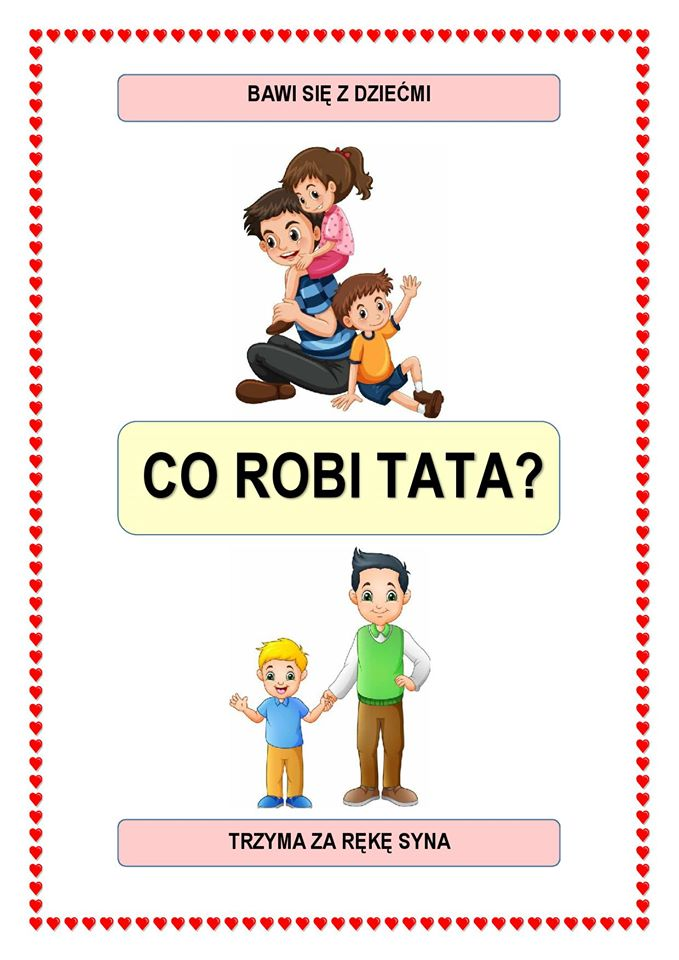 BAWI SIĘ Z DZIEĆMI
CO ROBI TATA?
TRZYMA ZA RĘKĘ SYNA